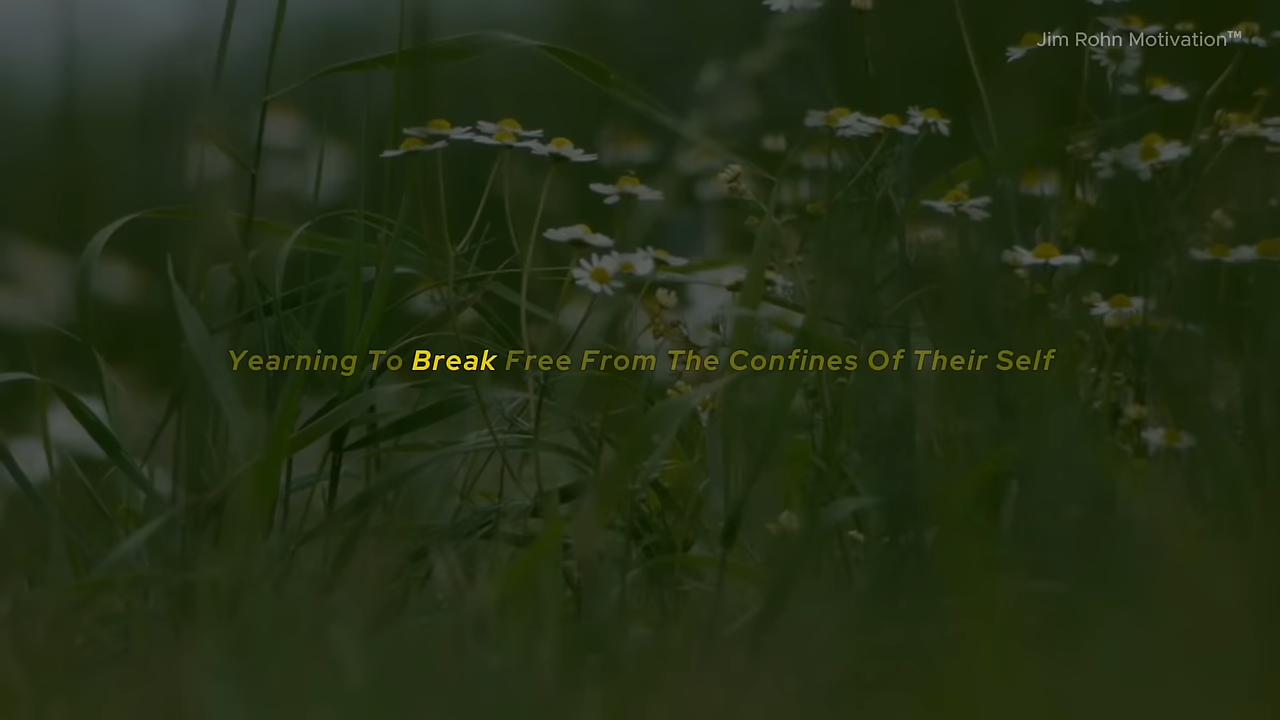 Jim Rohn Motivation™
Yearning To Break Free From The Confines Of Their Self